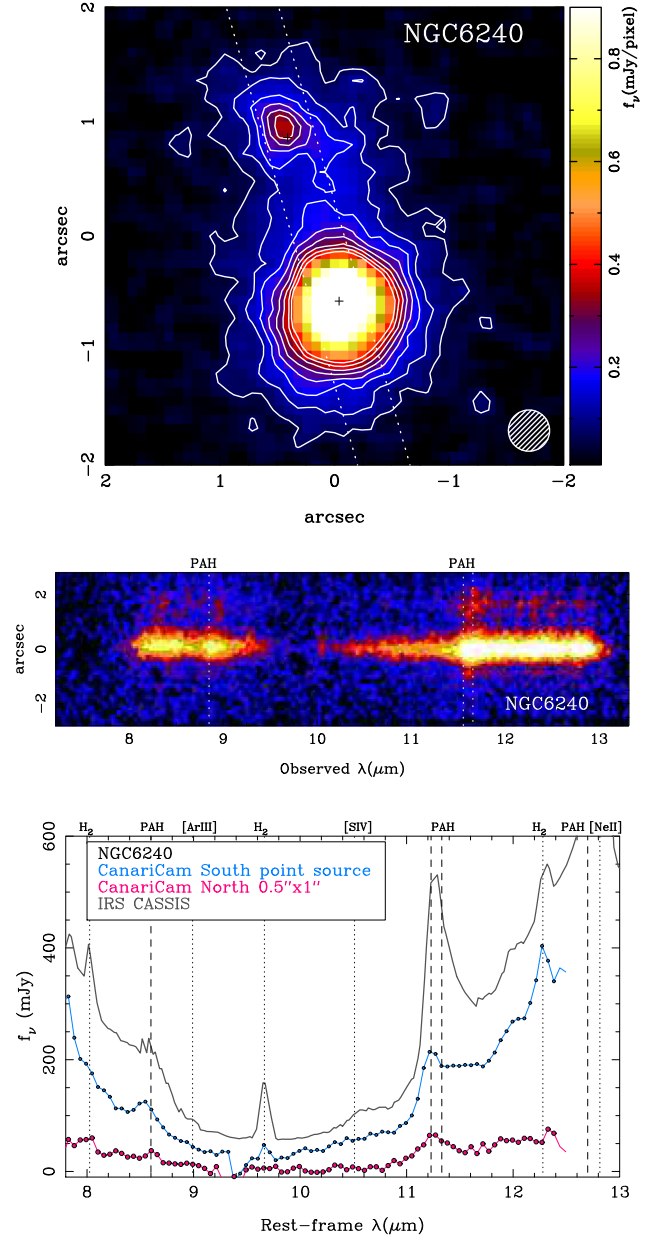 NGC6240
2
1
0
-1
-2
arcsec
2
1
0
-1
-2
arcsec
0.8
0.6
0.4
0.2
fν(mJy/pixel)
PAH PAH
2
0
-2
arcsec
NGC6240
8 9 10 11 12 13
Observed λ(μm)
H2 PAH [ArIII] H2 [SIV] PAH H2 PAH [NeII]
600
400
200
0
fν (mJy)
NGC6240
CanariCam South point source
CanariCam North 0.5"x1"
IRS CASSIS
8 9 10 11 12 13
Rest-frame λ(μm)